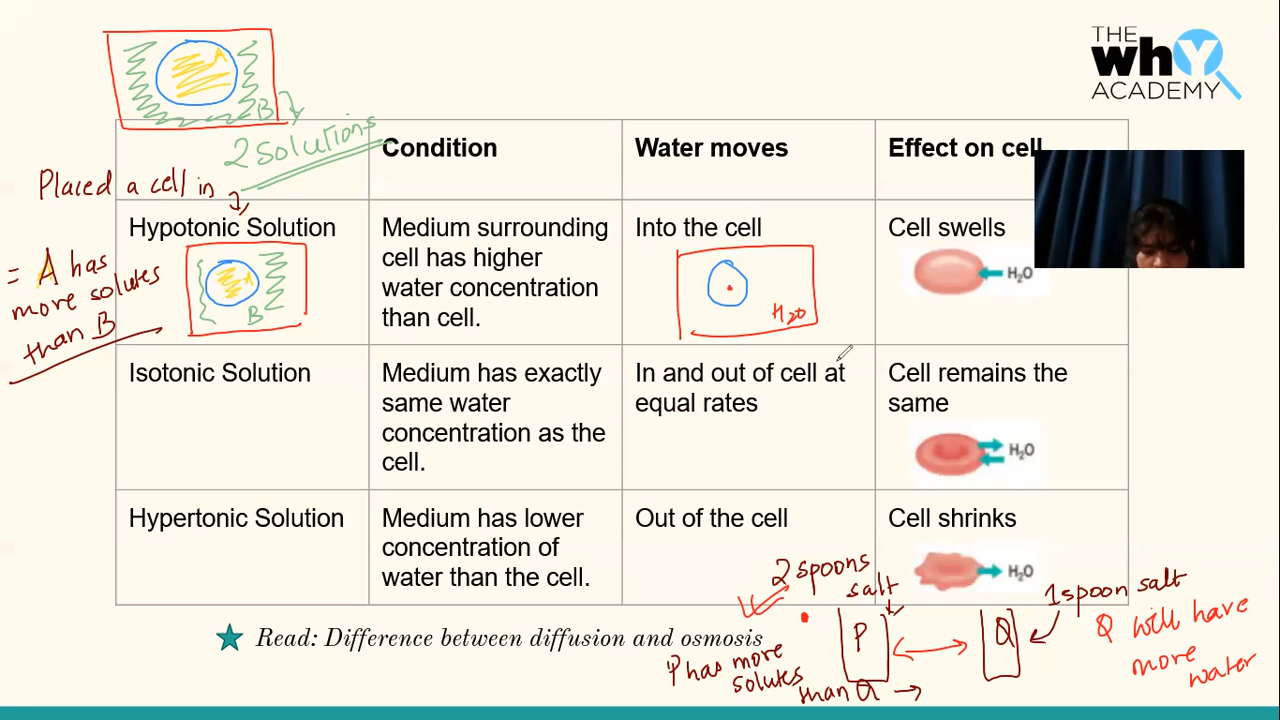 THE
whY
ACADEMY
A
B
2 solutions
Placed a cell in
Condition
Water moves
Effect on cell
Hypotonic Solution
Medium surrounding
cell has higher
water concentration
than cell.
Into the cell
Cell swells
H₂O
= A has
more solutes
than B
A
B
H₂O
Isotonic Solution
Medium has exactly
same water
concentration as the
cell.
In and out of cell at
equal rates
Cell remains the
same
H₂O
Hypertonic Solution
Medium has lower
concentration of
water than the cell.
Out of the cell
Cell shrinks
H₂O
2 spoons
salt
P
Q
1 spoon salt
Q will have
more
water
Read: Difference between diffusion and osmosis
P has more
solutes
than Q